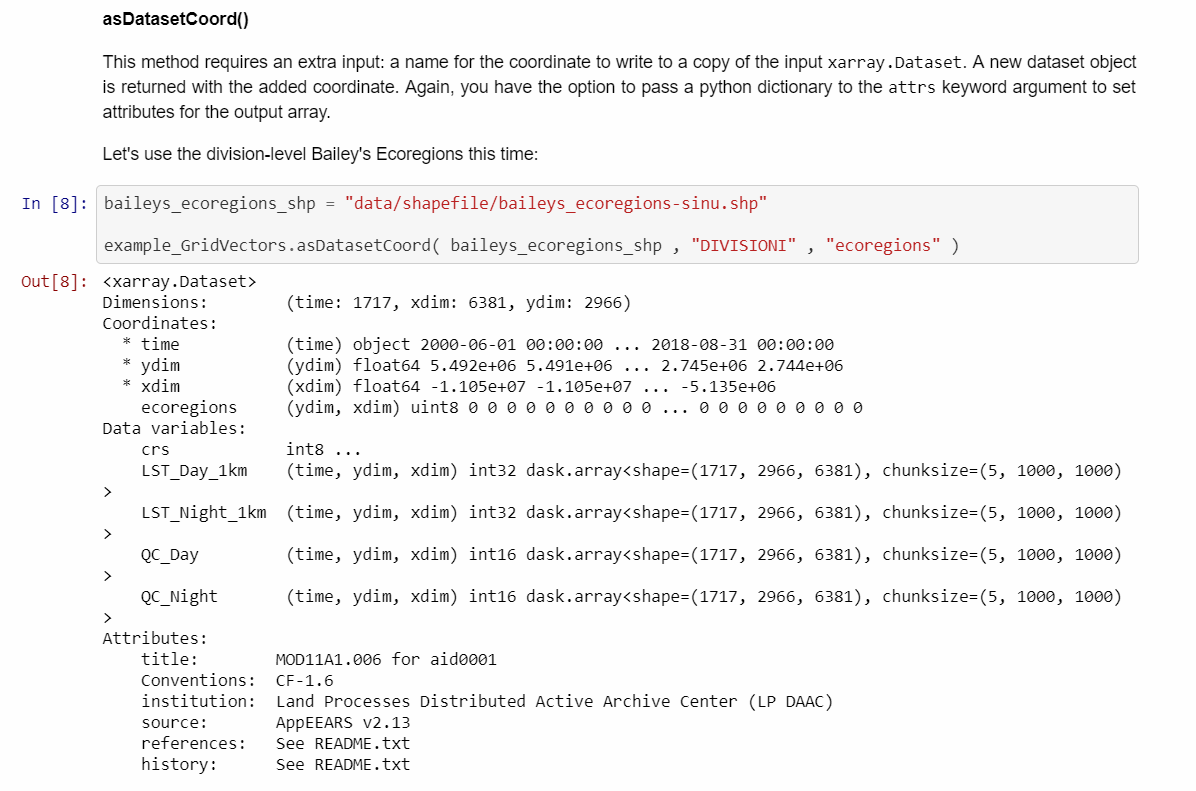 asDatasetCoord()
This method requires an extra input: a name for the coordinate to write to a copy of the input xarray.Dataset. A new dataset object
is returned with the added coordinate. Again, you have the option to pass a python dictionary to the attrs keyword argument to set
attributes for the output array.
Let's use the division-level Bailey's Ecoregions this time:
In [8]: baileys_ecoregions_shp = "data/shapefile/baileys_ecoregions-sinu.shp"
example_GridVectors.asDatasetCoord( baileys_ecoregions_shp , "DIVISIONI" , "ecoregions" )
Out[8]: <xarray.Dataset>
Dimensions:        (time: 1717, xdim: 6381, ydim: 2966)
Coordinates:
  * time           (time) object 2000-06-01 00:00:00 ... 2018-08-31 00:00:00
  * ydim           (ydim) float64 5.492e+06 5.491e+06 ... 2.745e+06 2.744e+06
  * xdim           (xdim) float64 -1.105e+07 -1.105e+07 ... -5.135e+06
    ecoregions     (ydim, xdim) uint8 0 0 0 0 0 0 0 0 0 0 ... 0 0 0 0 0 0 0 0 0
Data variables:
    crs            int8 ...
    LST_Day_1km    (time, ydim, xdim) int32 dask.array<shape=(1717, 2966, 6381), chunksize=(5, 1000, 1000)
>
    LST_Night_1km  (time, ydim, xdim) int32 dask.array<shape=(1717, 2966, 6381), chunksize=(5, 1000, 1000)
>
    QC_Day         (time, ydim, xdim) int16 dask.array<shape=(1717, 2966, 6381), chunksize=(5, 1000, 1000)
>
    QC_Night       (time, ydim, xdim) int16 dask.array<shape=(1717, 2966, 6381), chunksize=(5, 1000, 1000)
>
Attributes:
    title:        MOD11A1.006 for aid0001
    Conventions:  CF-1.6
    institution:  Land Processes Distributed Active Archive Center (LP DAAC)
    source:       AppEEARS v2.13
    references:   See README.txt
    history:      See README.txt